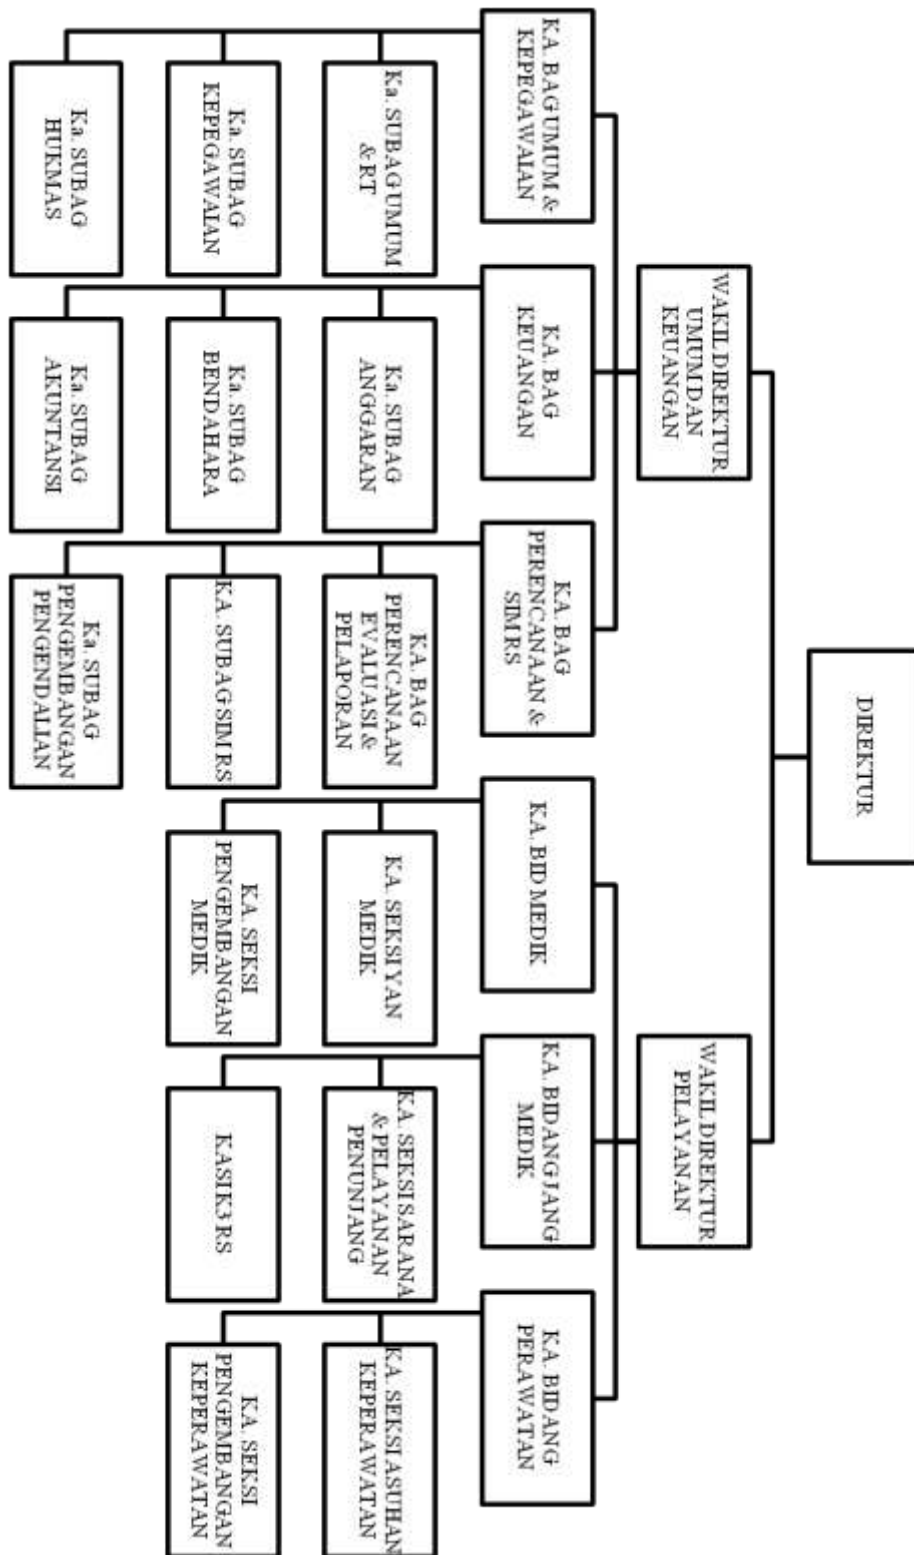 DIREKTUR
WAKIL DIREKTUR
UMUM DAN
KEUANGAN
WAKIL DIREKTUR
PELAYANAN
KA. BAG UMUM &
KEPEGAWAIAN
KA. BAG
KEUANGAN
KA. BAG
PERENCANAAN &
SIM RS
KA. BID MEDIK
KA. BIDANG JANG
MEDIK
KA. BIDANG
PERAWATAN
Ka. SUBAG UMUM
& RT
Ka. SUBAG
ANGGARAN
KA. BAG
PERENCANAAN
EVALUASI &
PELAPORAN
KA. SEKSI YAN
MEDIK
KA. SEKSI SARANA
& PELAYANAN
PENUNJANG
KA. SEKSI ASUHAN
KEPERAWATAN
Ka. SUBAG
KEPEGAWAIAN
Ka. SUBAG
BENDAHARA
KA. SUBAG SIM RS
KA. SEKSI
PENGEMBANGAN
MEDIK
KASI K3 RS
KA. SEKSI
PENGEMBANGAN
KEPERAWATAN
Ka. SUBAG
HUKMAS
Ka. SUBAG
AKUNTANSI
Ka. SUBAG
PENGEMBANGAN
PENGENDALIAN